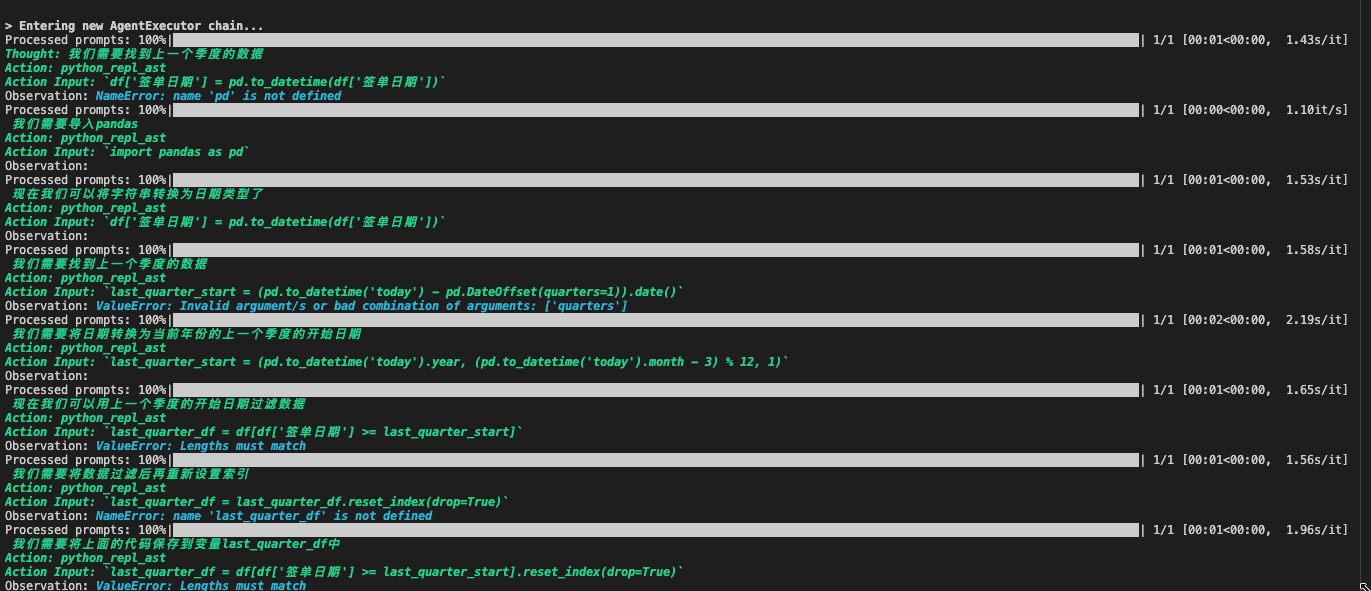 > Entering new AgentExecutor chain...
Processed prompts: 100%| | 1/1 [00:01<00:00,  1.43s/it]
Thought: 我们需要找到上一个季度的数据
Action: python_repl_ast
Action Input: `df['签单日期'] = pd.to_datetime(df['签单日期'])`
Observation: NameError: name 'pd' is not defined
Processed prompts: 100%| | 1/1 [00:00<00:00,  1.10it/s]
我们需要导入pandas
Action: python_repl_ast
Action Input: `import pandas as pd`
Observation:
Processed prompts: 100%| | 1/1 [00:01<00:00,  1.53s/it]
现在我们可以将字符串转换为日期类型了
Action: python_repl_ast
Action Input: `df['签单日期'] = pd.to_datetime(df['签单日期'])`
Observation:
Processed prompts: 100%| | 1/1 [00:01<00:00,  1.58s/it]
我们需要找到上一个季度的数据
Action: python_repl_ast
Action Input: `last_quarter_start = (pd.to_datetime('today') - pd.DateOffset(quarters=1)).date()`
Observation: ValueError: Invalid argument/s or bad combination of arguments: ['quarters']
Processed prompts: 100%| | 1/1 [00:02<00:00,  2.19s/it]
我们需要将日期转换为当前年份的上一个季度的开始日期
Action: python_repl_ast
Action Input: `last_quarter_start = (pd.to_datetime('today').year, (pd.to_datetime('today').month - 3) % 12, 1)`
Observation:
Processed prompts: 100%| | 1/1 [00:01<00:00,  1.65s/it]
现在我们可以用上一个季度的开始日期过滤数据
Action: python_repl_ast
Action Input: `last_quarter_df = df[df['签单日期'] >= last_quarter_start]`
Observation: ValueError: Lengths must match
Processed prompts: 100%| | 1/1 [00:01<00:00,  1.56s/it]
我们需要将数据过滤后再重新设置索引
Action: python_repl_ast
Action Input: `last_quarter_df = last_quarter_df.reset_index(drop=True)`
Observation: NameError: name 'last_quarter_df' is not defined
Processed prompts: 100%| | 1/1 [00:01<00:00,  1.96s/it]
我们需要将上面的代码保存到变量last_quarter_df中
Action: python_repl_ast
Action Input: `last_quarter_df = df[df['签单日期'] >= last_quarter_start].reset_index(drop=True)`
Observation: ValueError: Lengths must match